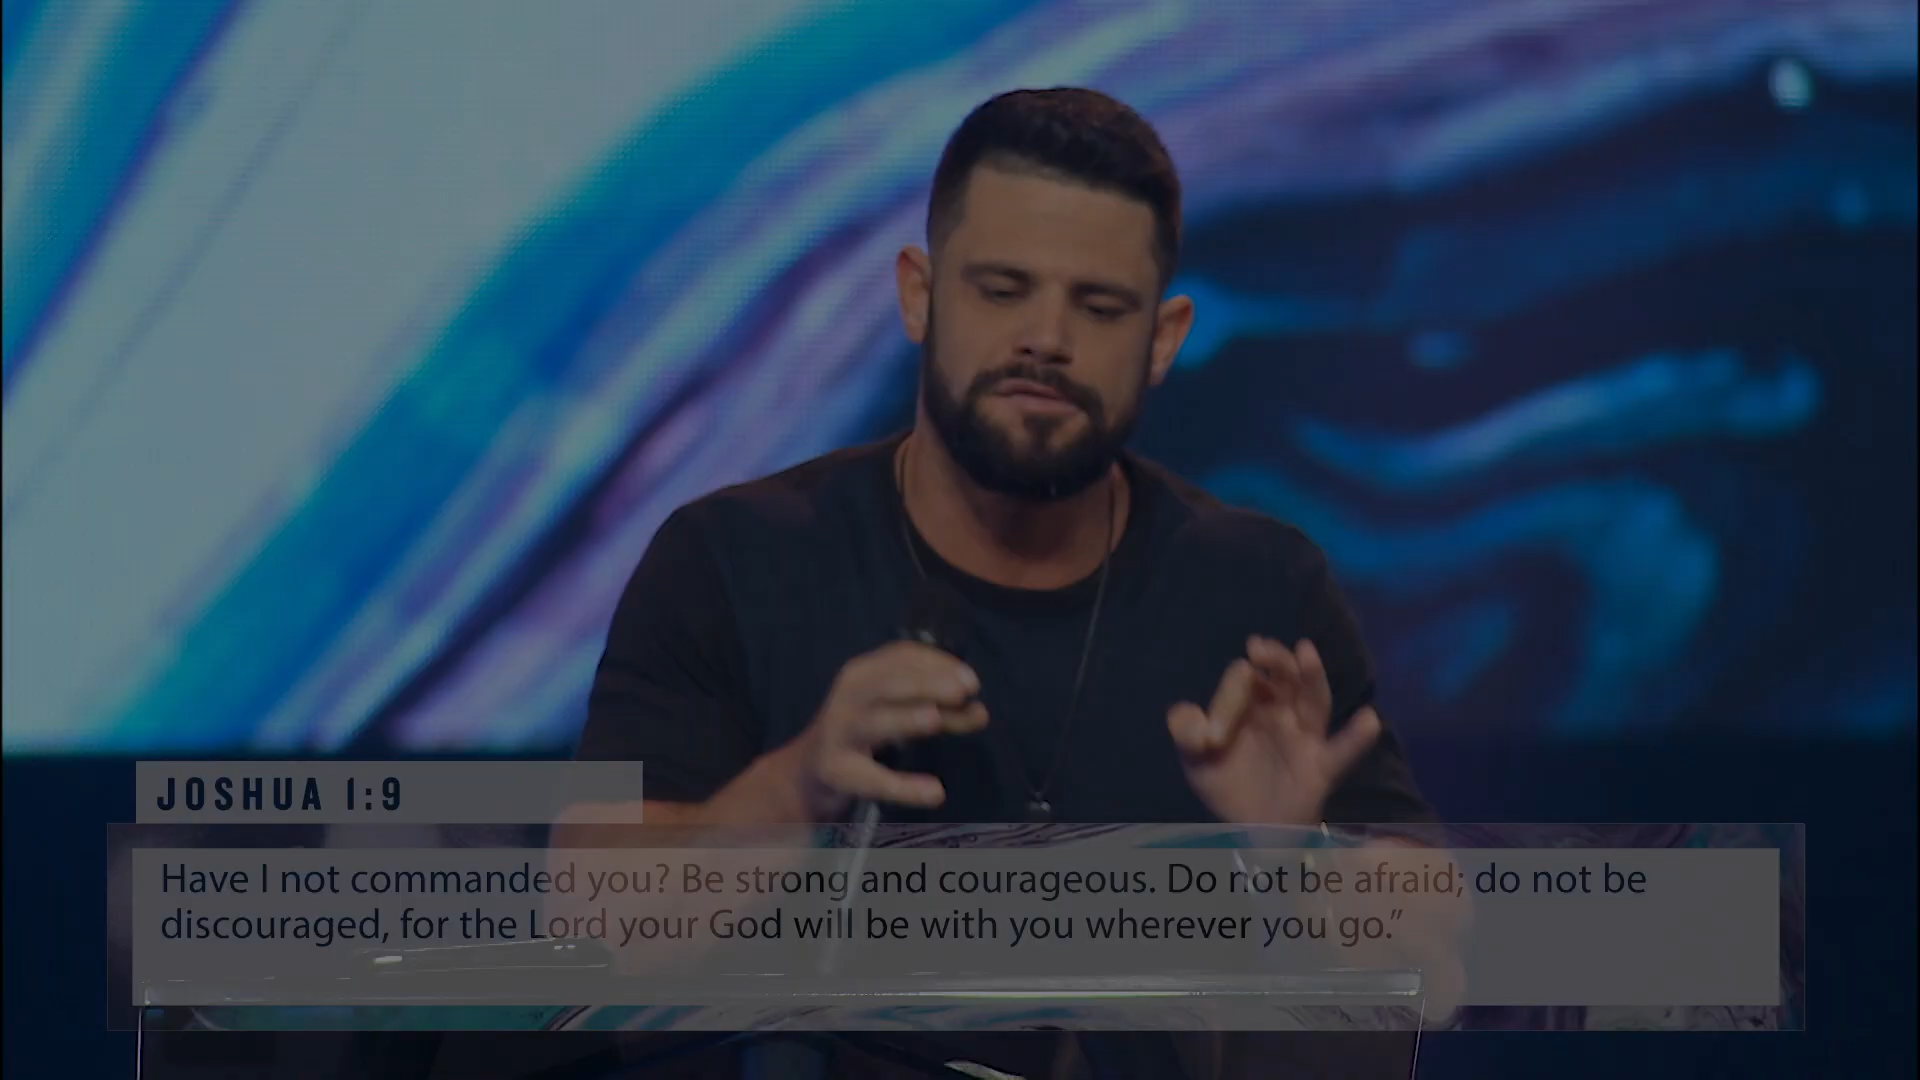 JOSHUA 1:9
Have I not commanded you? Be strong and courageous. Do not be afraid; do not be
discouraged, for the Lord your God will be with you wherever you go.”